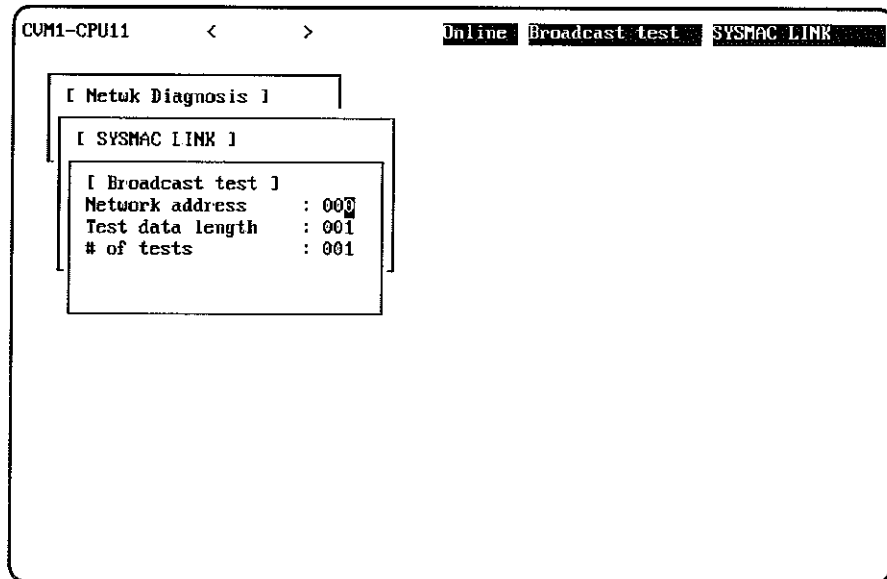 CVM1-CPU11 < > Online Broadcast test SYSMAC LINK
[ Netwk Diagnosis ]
[ SYSMAC LINK ]
[ Broadcast test ]
Network address : 000
Test data length : 001
# of tests : 001